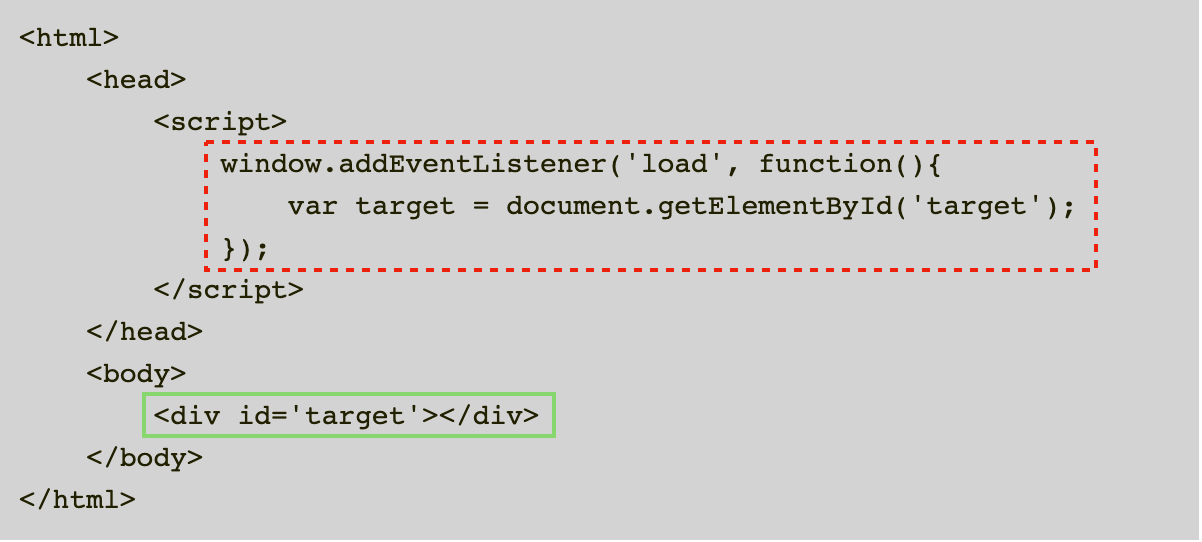 <html>
<head>
<script>
window.addEventListener('load', function(){
var target = document.getElementById('target');
});
</script>
</head>
<body>
<div id='target'></div>
</body>
</html>